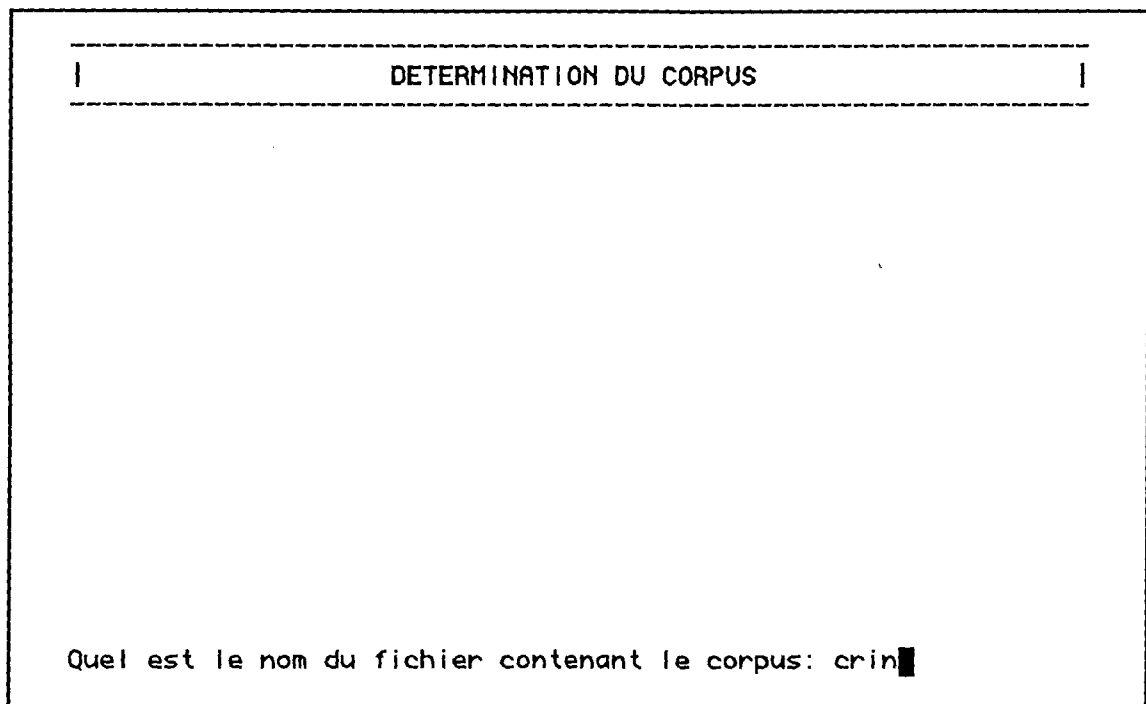 DETERMINATION DU CORPUS
Quel est le nom du fichier contenant le corpus: crin